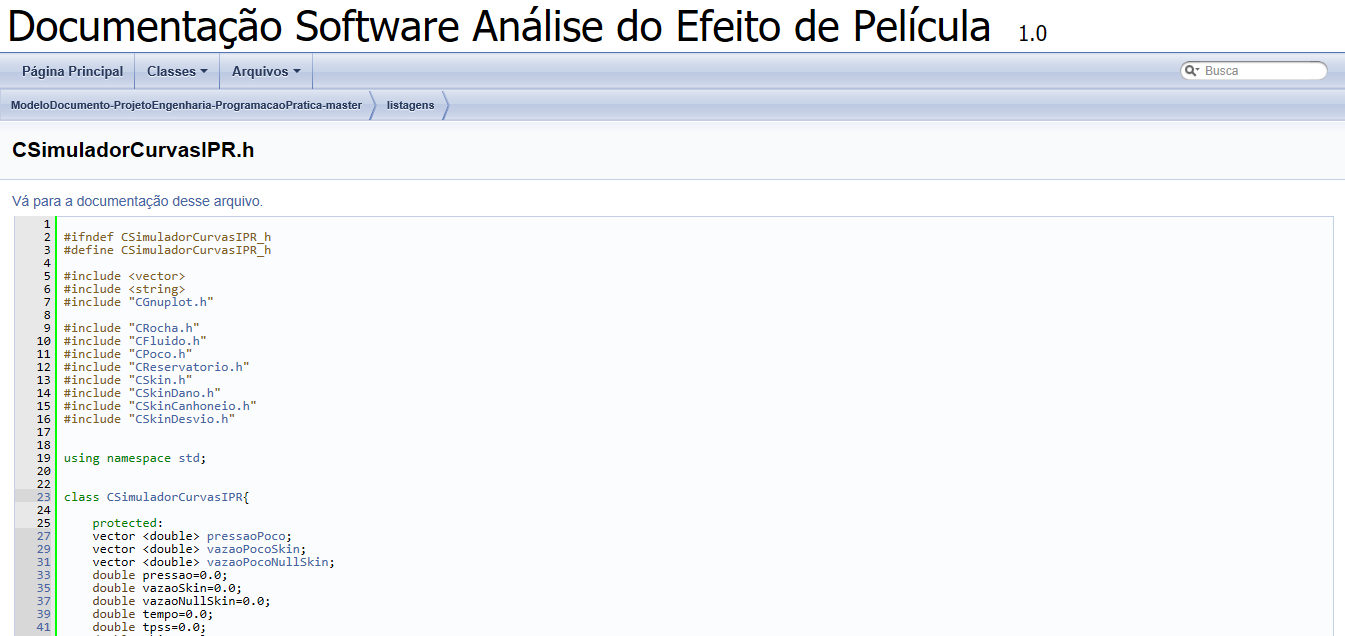 Documentação Software Análise do Efeito de Película 1.0
Página Principal Classes Arquivos Busca
ModeloDocumento-ProjetoEngenharia-ProgramacaoPratica-master listagens
CSimuladorCurvasIPR.h
Vá para a documentação desse arquivo.
1
2 #ifndef CSimuladorCurvasIPR_h
3 #define CSimuladorCurvasIPR_h
4
5 #include <vector>
6 #include <string>
7 #include "CGnuplot.h"
8
9 #include "CRocha.h"
10 #include "CFluido.h"
11 #include "CPoco.h"
12 #include "CReservatorio.h"
13 #include "CSkin.h"
14 #include "CSkinDano.h"
15 #include "CSkinCanhoneio.h"
16 #include "CSkinDesvio.h"
17
18
19 using namespace std;
20
22
23 class CSimuladorCurvasIPR{
24
25 protected:
27 vector <double> pressaoPoco;
29 vector <double> vazaoPocoSkin;
31 vector <double> vazaoPocoNullSkin;
33 double pressao=0.0;
35 double vazaoSkin=0.0;
37 double vazaoNullSkin=0.0;
39 double tempo=0.0;
41 double tpss=0.0;